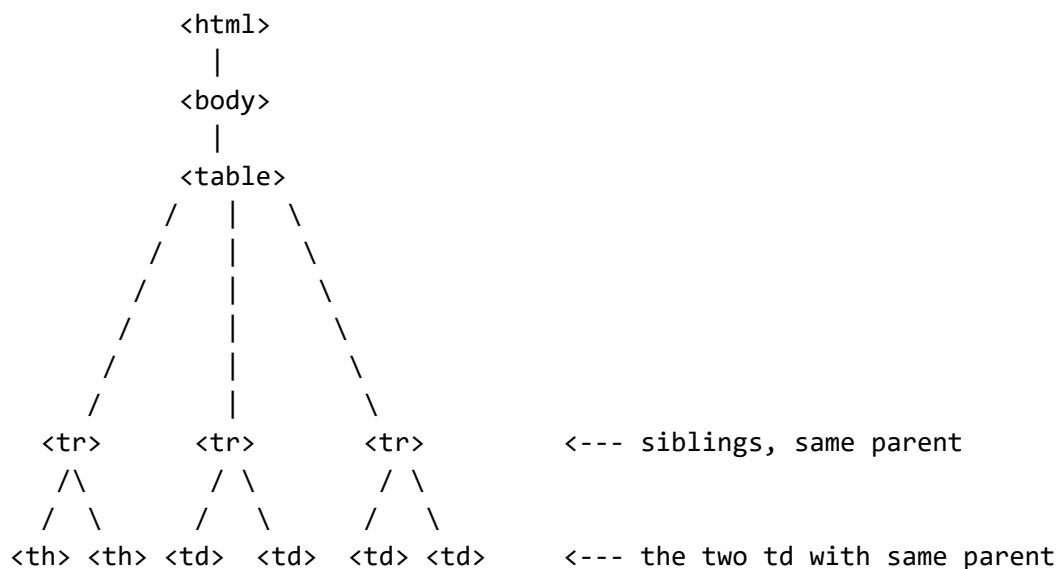 <html>
|
<body>
|
<table>
/ | \
/ | \
/ | \
/ | \
/ | \
/ | \
<tr> <tr> <tr> <--- siblings, same parent
/\ / \ / \
/ \ / \ / \
<th> <th> <td> <td> <td> <td> <--- the two td with same parent